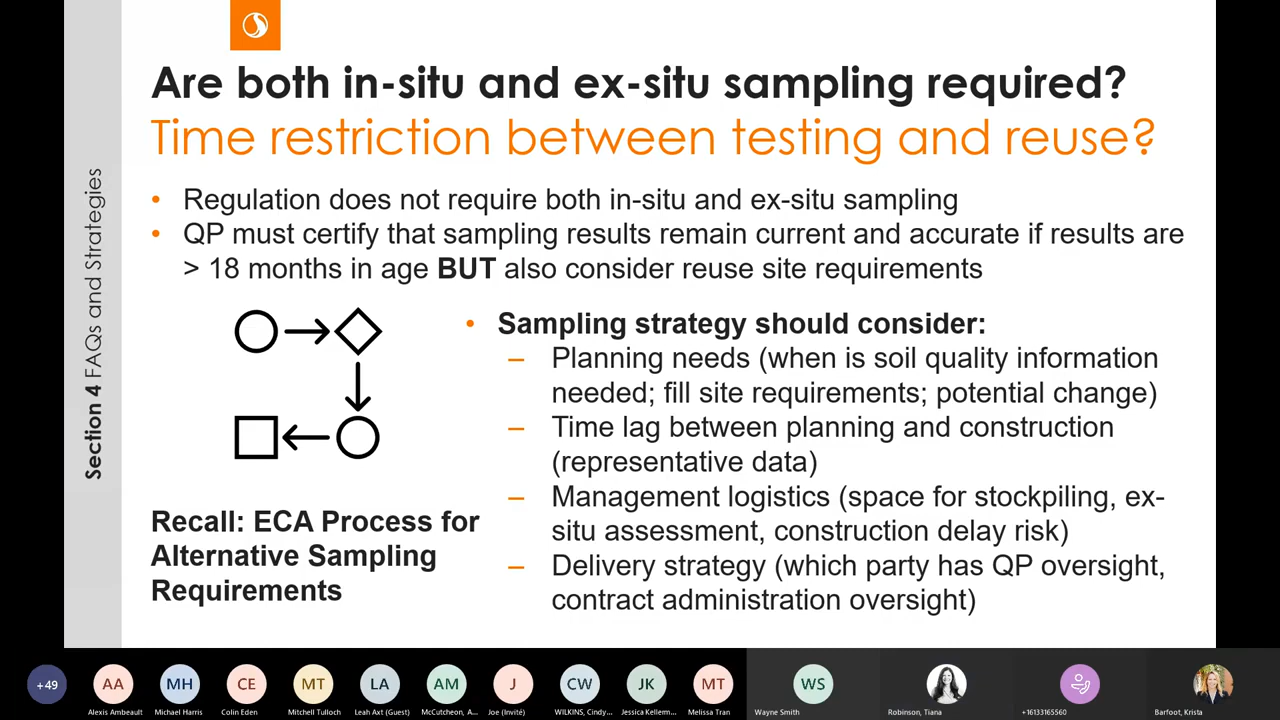 Are both in-situ and ex-situ sampling required?
Time restriction between testing and reuse?
Section 4 FAQs and Strategies
• Regulation does not require both in-situ and ex-situ sampling
• QP must certify that sampling results remain current and accurate if results are
> 18 months in age BUT also consider reuse site requirements
• Sampling strategy should consider:
– Planning needs (when is soil quality information
needed; fill site requirements; potential change)
– Time lag between planning and construction
(representative data)
– Management logistics (space for stockpiling, ex-
situ assessment, construction delay risk)
– Delivery strategy (which party has QP oversight,
contract administration oversight)
Recall: ECA Process for
Alternative Sampling
Requirements
+49
AA
MH
CE
MT
LA
AM
J
CW
JK
MT
WS
Alexis Ambeault
Michael Harris
Colin Eden
Mitchell Tulloch
Leah Axt (Guest)
McCutcheon, A...
Joe (Invité)
WILKINS, Cindy...
Jessica Kellem...
Melissa Tran
Wayne Smith
Robinson, Tiana
+16133165560
Barfoot, Krista